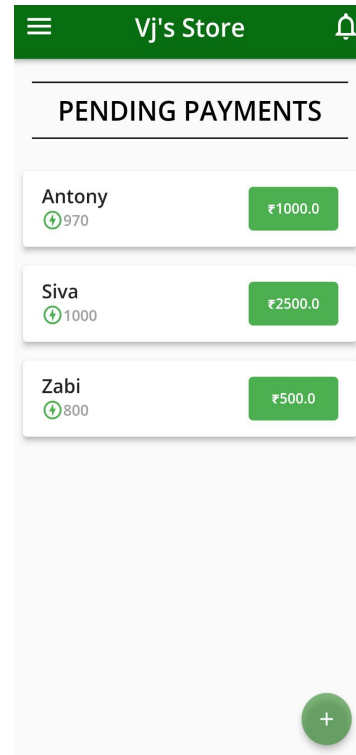 Vj's Store
PENDING PAYMENTS
Antony
970
₹1000.0
Siva
1000
₹2500.0
Zabi
800
₹500.0
+